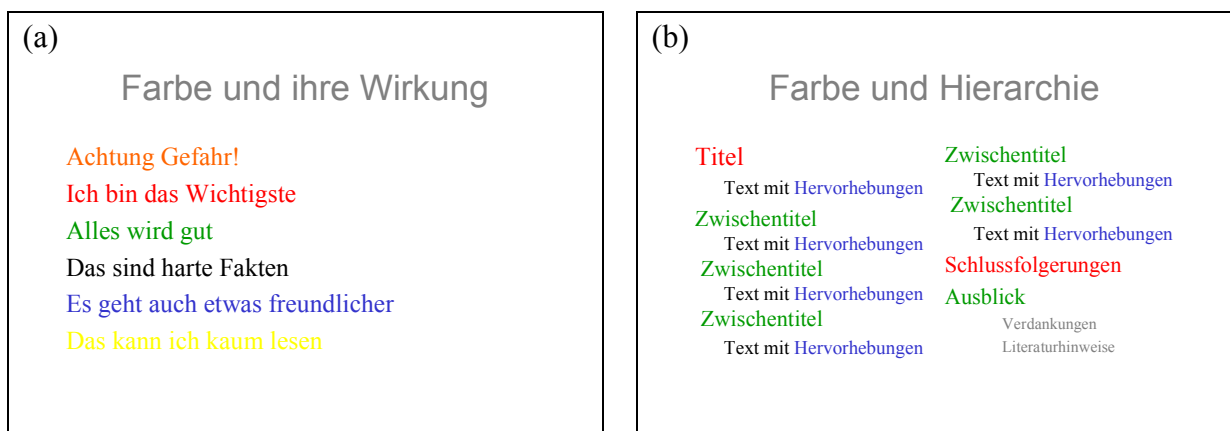 (a)
Farbe und ihre Wirkung
Achtung Gefahr!
Ich bin das Wichtigste
Alles wird gut
Das sind harte Fakten
Es geht auch etwas freundlicher
Das kann ich kaum lesen
(b)
Farbe und Hierarchie
Titel
Text mit Hervorhebungen
Zwischentitel
Text mit Hervorhebungen
Zwischentitel
Text mit Hervorhebungen
Zwischentitel
Text mit Hervorhebungen
Zwischentitel
Text mit Hervorhebungen
Zwischentitel
Text mit Hervorhebungen
Schlussfolgerungen
Ausblick
Verdankungen
Literaturhinweise